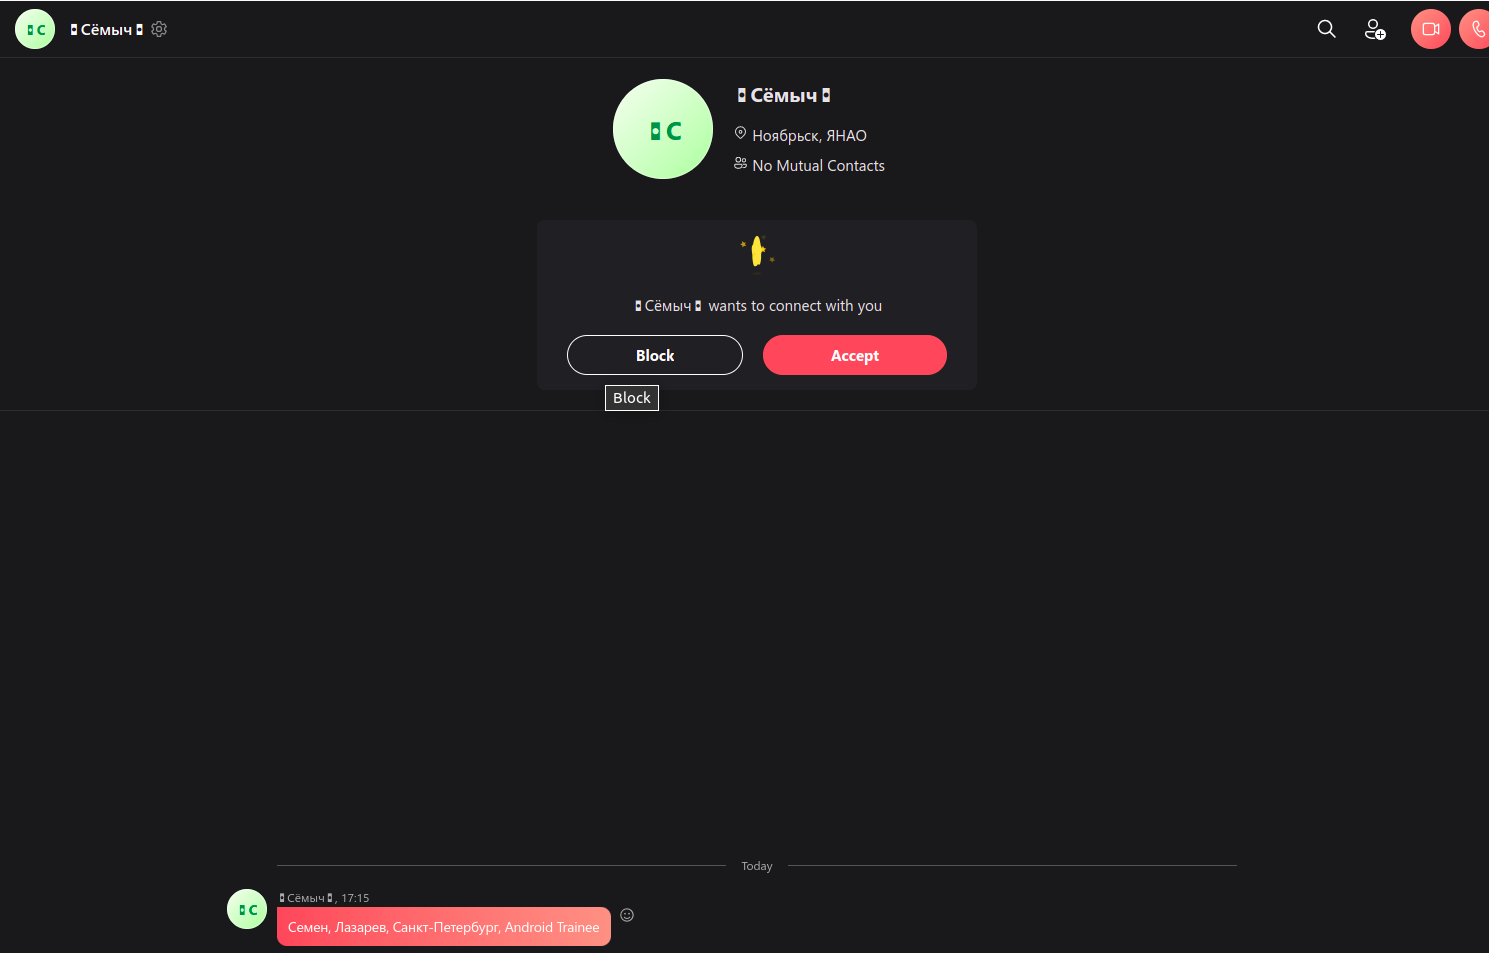 С
Сёмыч
Сёмыч
С
Ноябрьск, ЯНАО
No Mutual Contacts
Сёмыч wants to connect with you
Block
Accept
Block
Today
Сёмыч, 17:15
С
Семен, Лазарев, Санкт-Петербург, Android Trainee